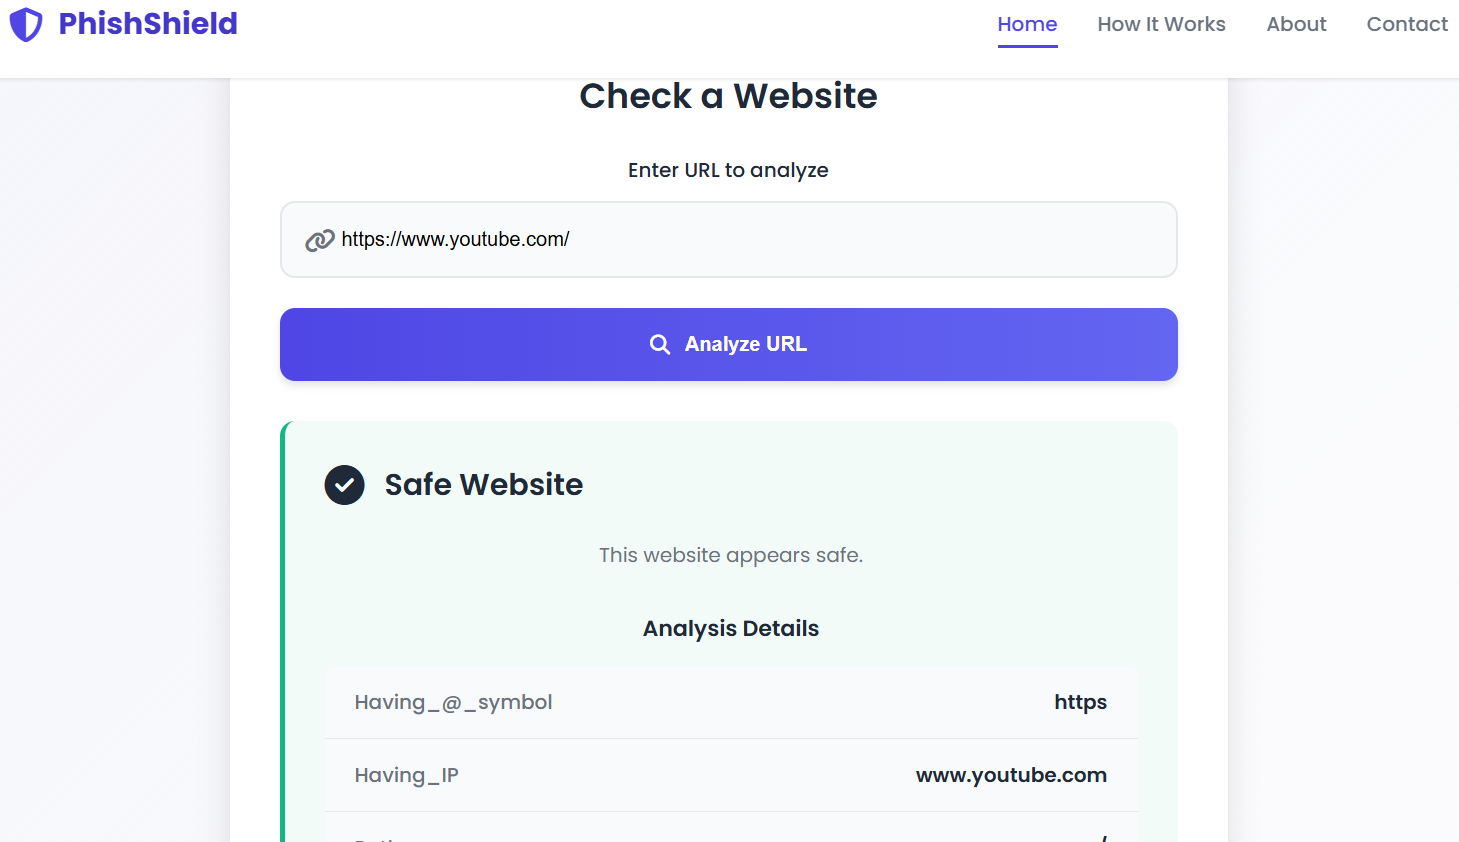 PhishShield
Home How It Works About Contact
Check a Website
Enter URL to analyze
https://www.youtube.com/
Analyze URL
Safe Website
This website appears safe.
Analysis Details
Having_@_symbol https
Having_IP www.youtube.com
/